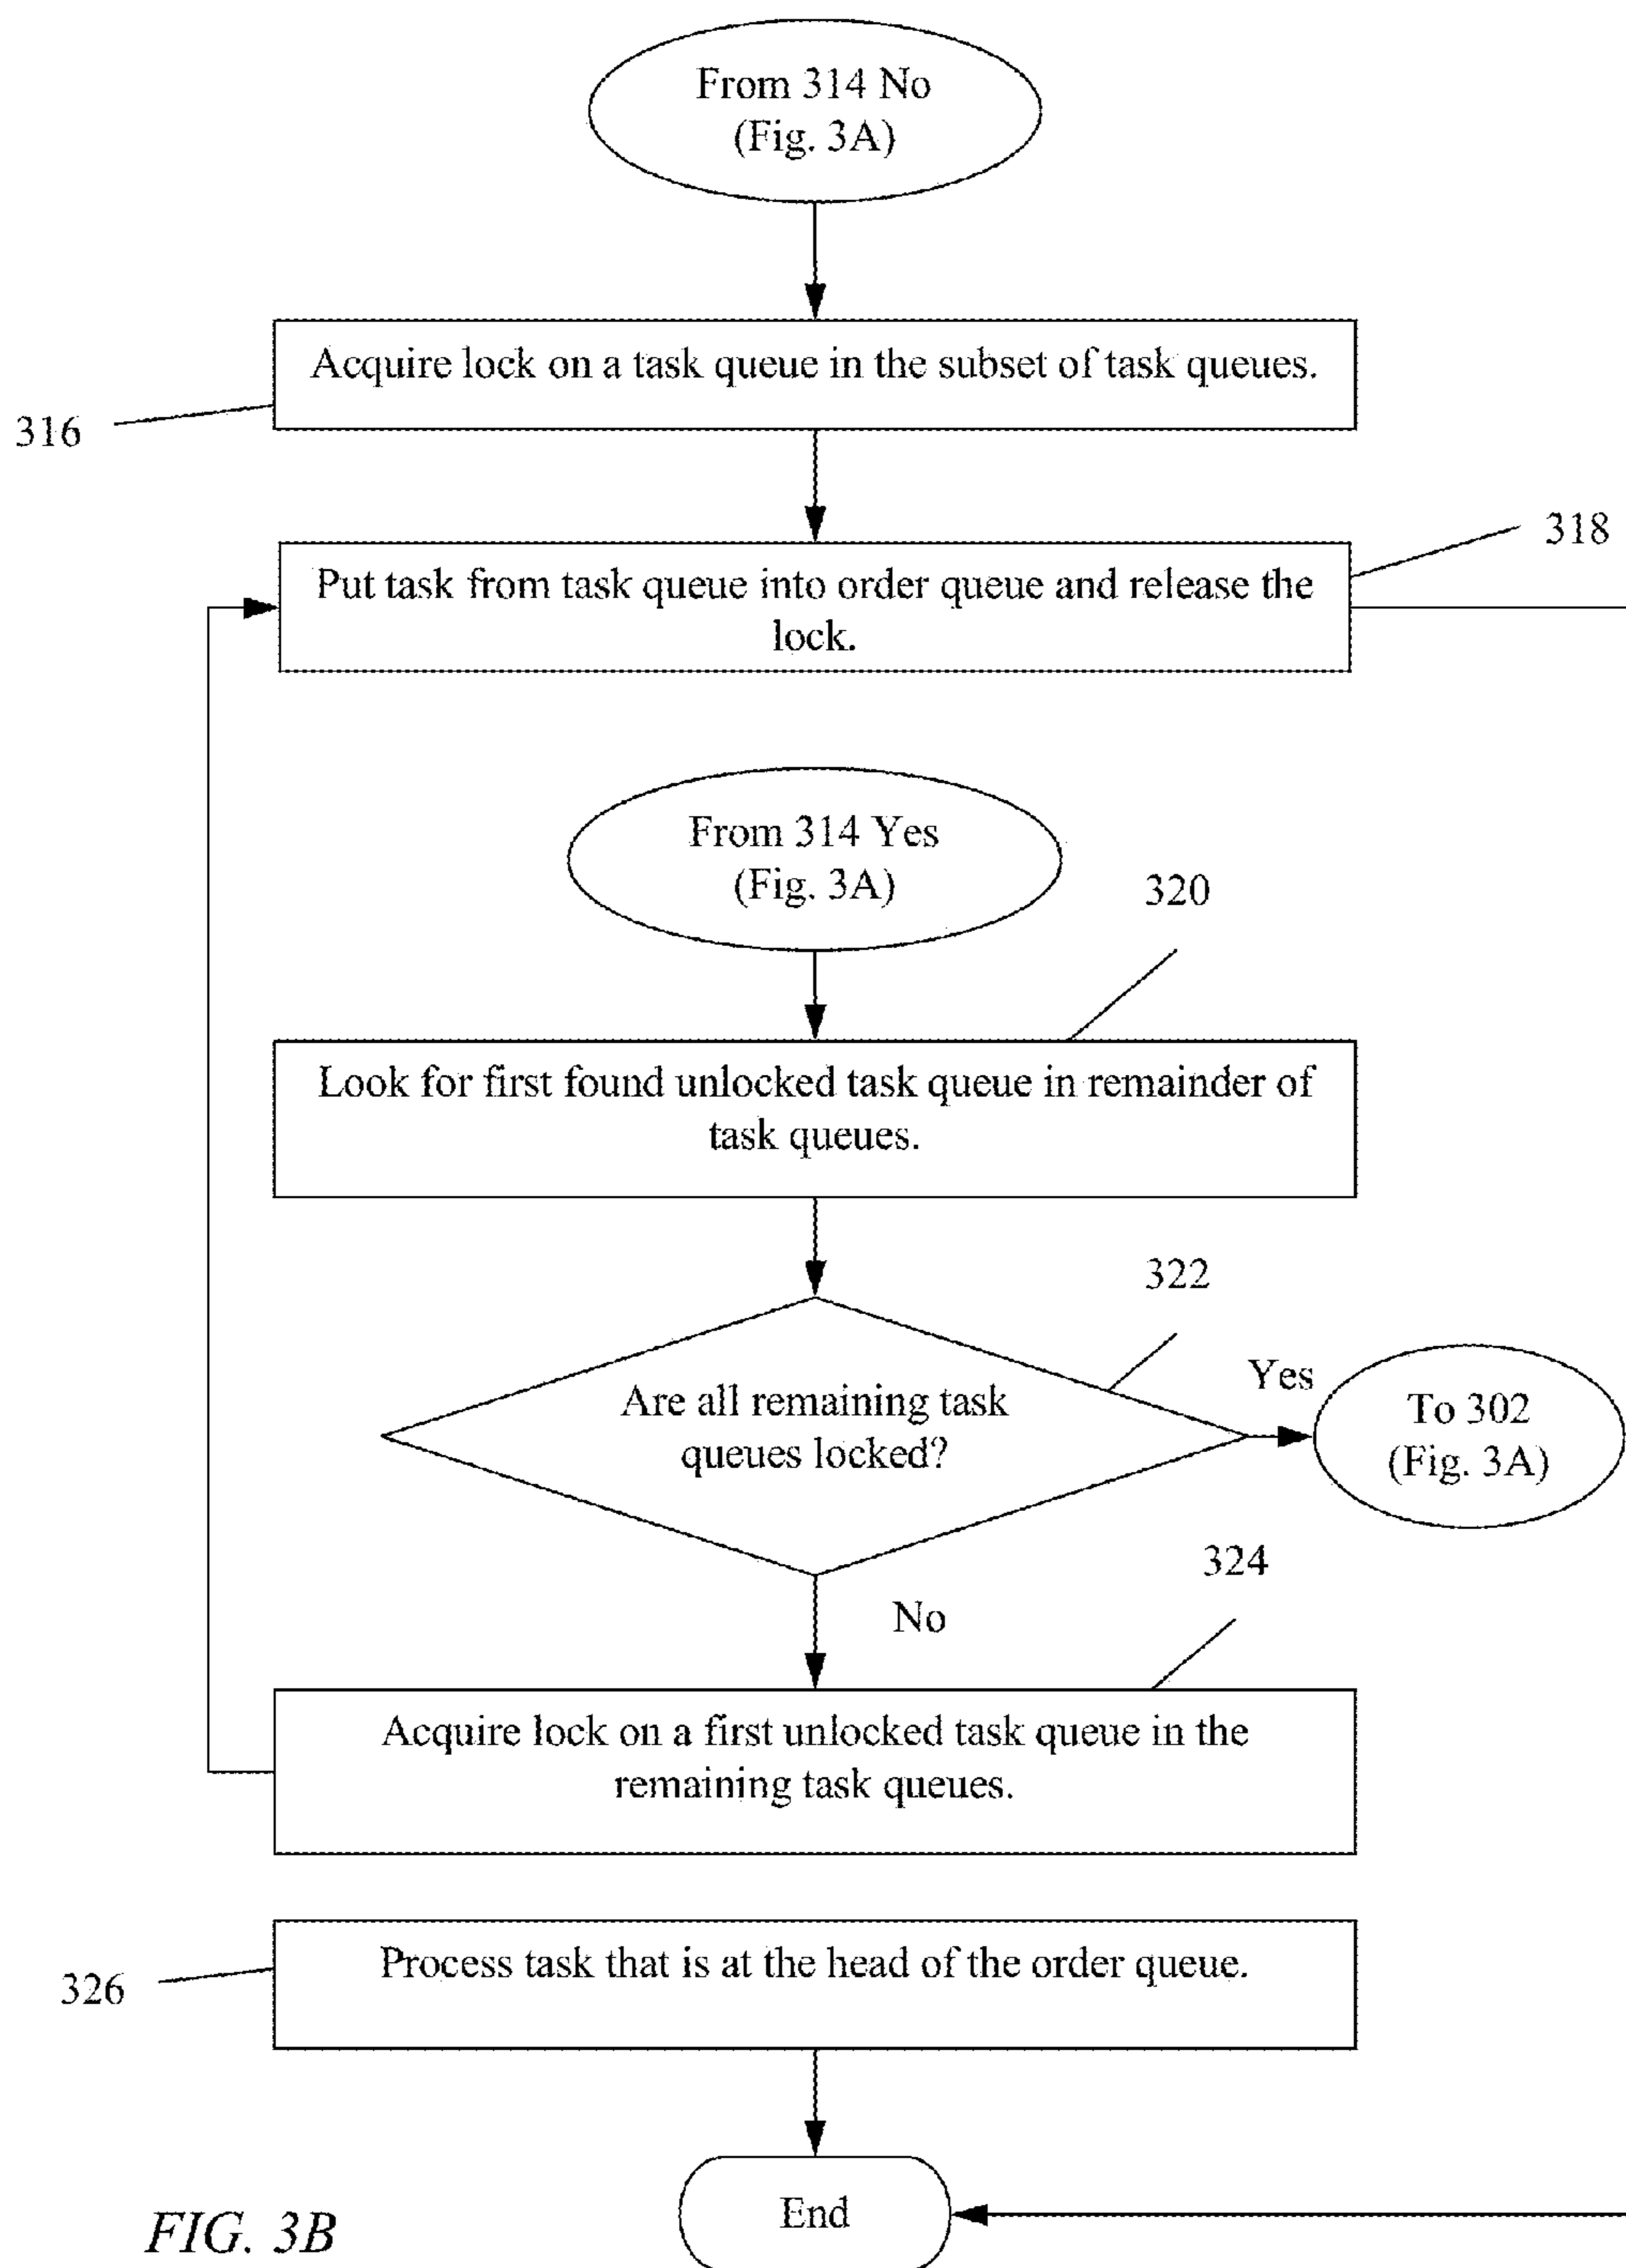 From 314 No
(Fig. 3A)
Acquire lock on a task queue in the subset of task queues.
316
318
Put task from task queue into order queue and release the
lock.
From 314 Yes
(Fig. 3A)
320
Look for first found unlocked task queue in remainder of
task queues.
322
Are all remaining task
queues locked?
Yes
To 302
(Fig. 3A)
324
No
Acquire lock on a first unlocked task queue in the
remaining task queues.
Process task that is at the head of the order queue.
326
End
FIG. 3B